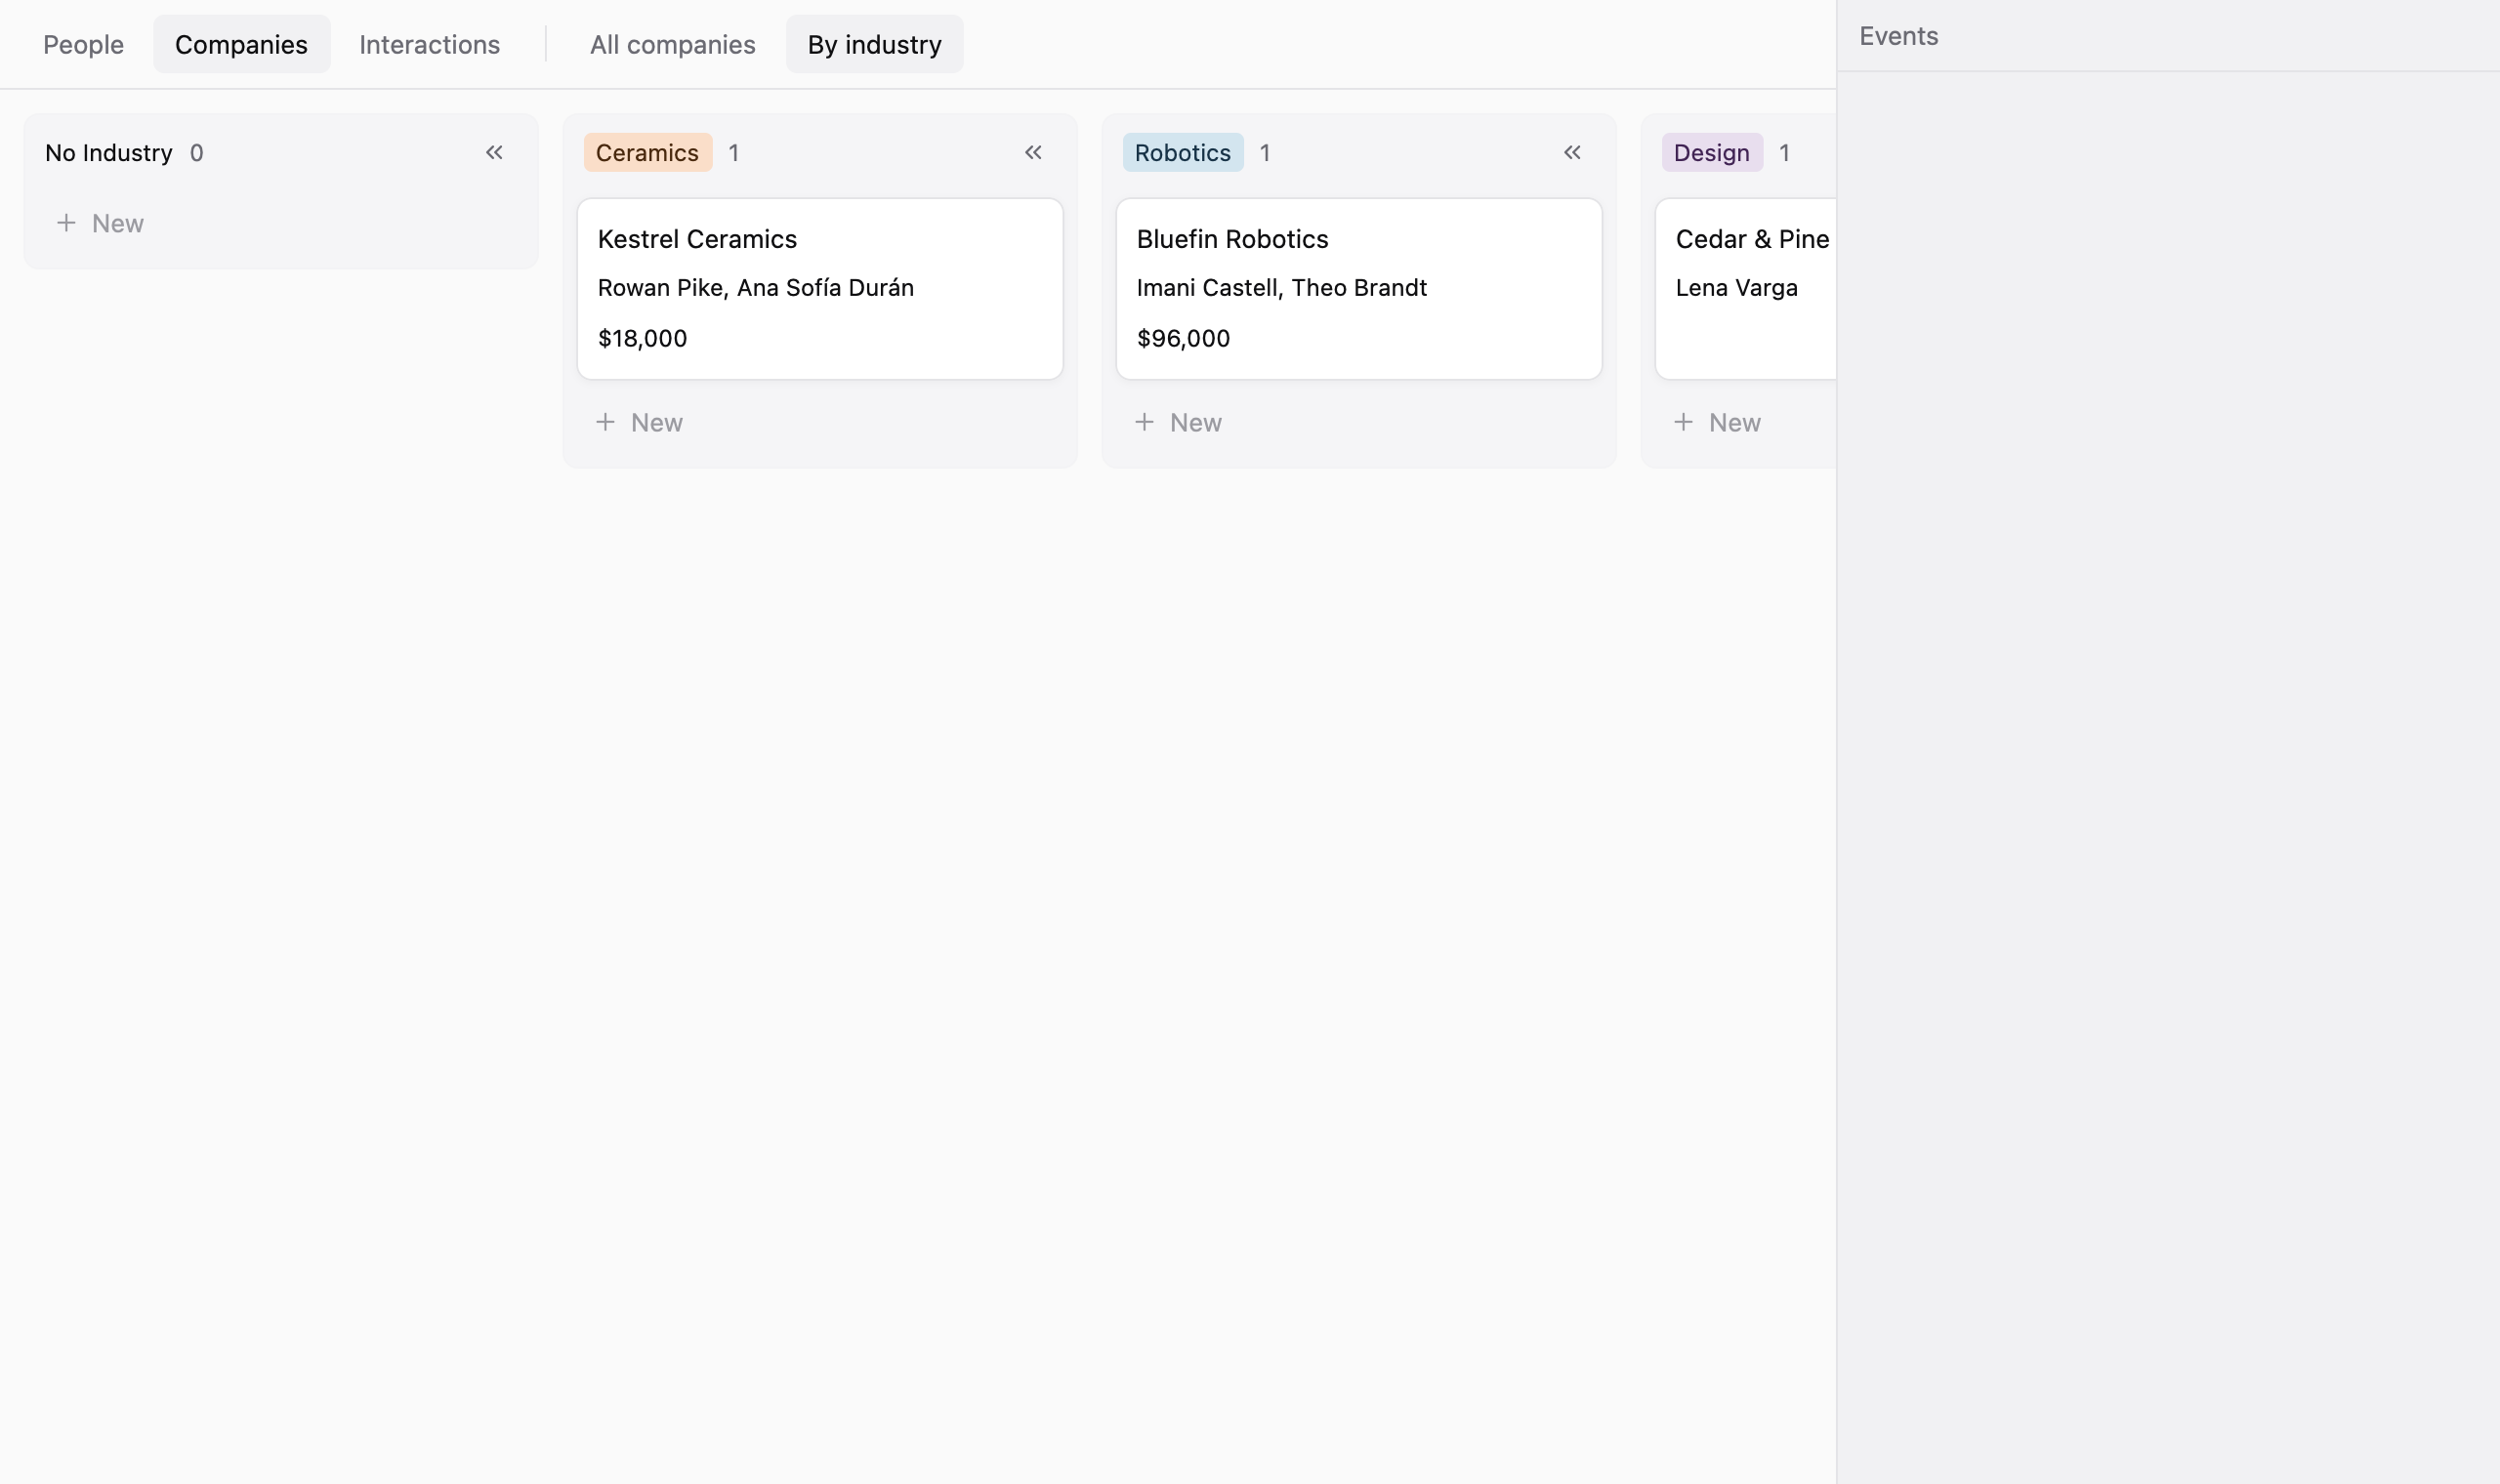 People Companies Interactions All companies By industry
Events
No Industry 0
+ New
Ceramics 1
Kestrel Ceramics
Rowan Pike, Ana Sofía Durán
$18,000
+ New
Robotics 1
Bluefin Robotics
Imani Castell, Theo Brandt
$96,000
+ New
Design 1
Cedar & Pine
Lena Varga
+ New